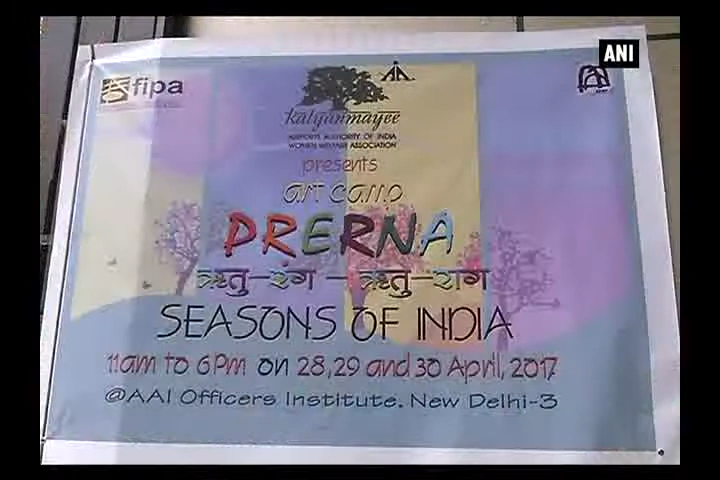 ANI
fipa
kalyanmayee
AIRPORTS AUTHORITY OF INDIA
WOMEN WELFARE ASSOCIATION
presents
art camp
PRERNA
ऋतु-रंग - ऋतु-राग
SEASONS OF INDIA
11am to 6Pm on 28,29 and 30 April, 2017
@AAI Officers Institute. New Delhi-3